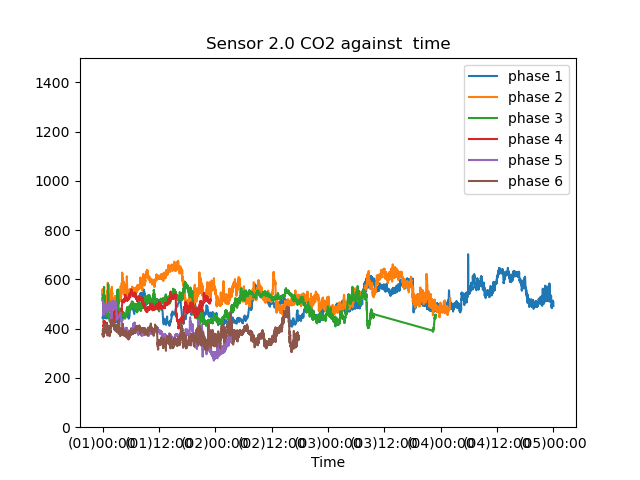 Sensor 2.0 CO2 against  time
phase 1
phase 2
phase 3
phase 4
phase 5
phase 6
1400
1200
1000
800
600
400
200
0
(01)00:00 (01)12:00 (02)00:00 (02)12:00 (03)00:00 (03)12:00 (04)00:00 (04)12:00 (05)00:00
Time